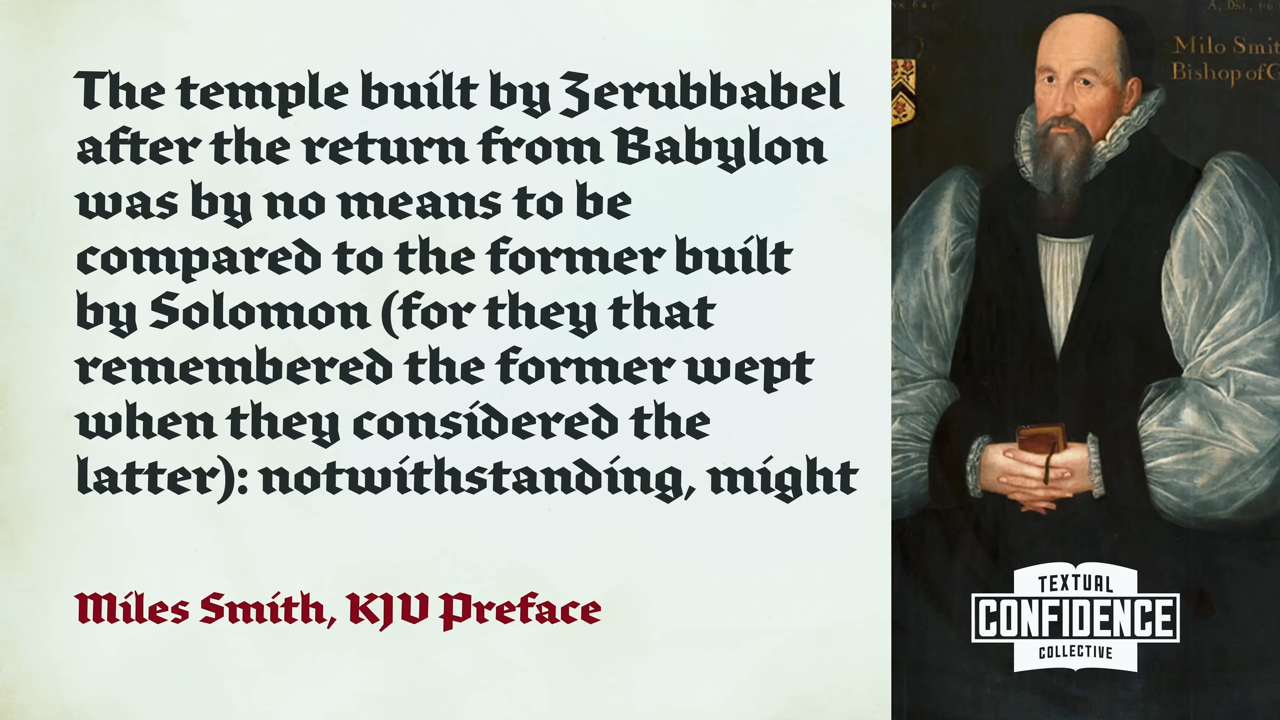 The temple built by Zerubbabel
after the return from Babylon
was by no means to be
compared to the former built
by Solomon (for they that
remembered the former wept
when they considered the
latter): notwithstanding, might
Miles Smith, KJV Preface
Milo Smit
Bishop of
TEXTUAL
CONFIDENCE
COLLECTIVE